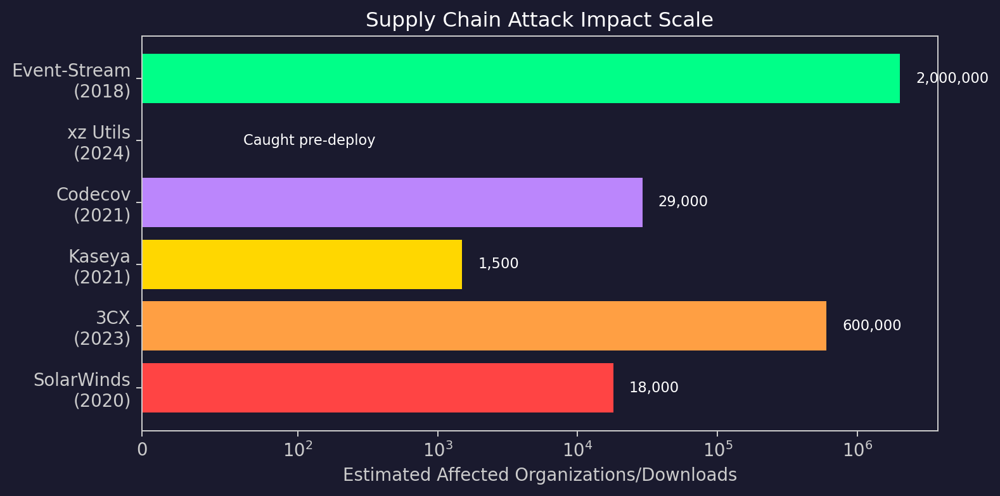 Supply Chain Attack Impact Scale
Event-Stream
(2018)
2,000,000
xz Utils
(2024)
Caught pre-deploy
Codecov
(2021)
29,000
Kaseya
(2021)
1,500
3CX
(2023)
600,000
SolarWinds
(2020)
18,000
0 10² 10³ 10⁴ 10⁵ 10⁶
Estimated Affected Organizations/Downloads